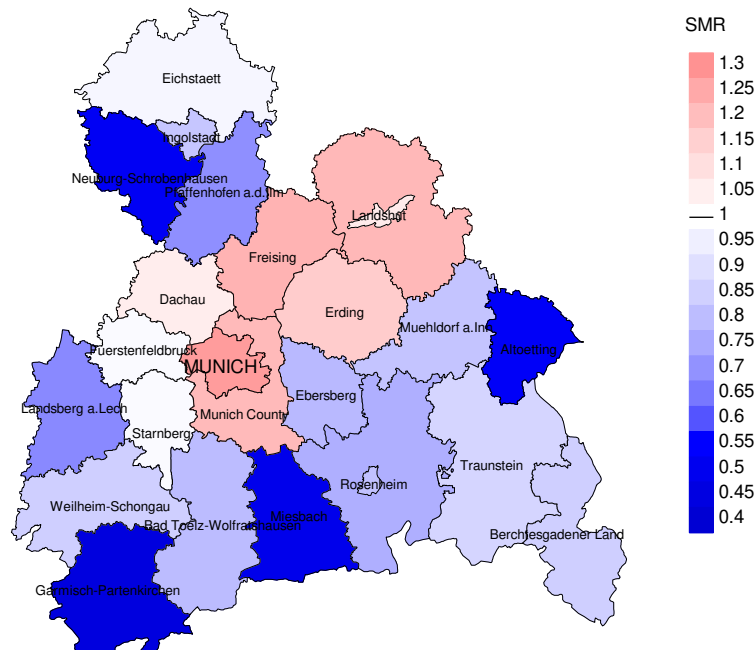 SMR
1.3
1.25
1.2
1.15
1.1
1.05
1
0.95
0.9
0.85
0.8
0.75
0.7
0.65
0.6
0.55
0.5
0.45
0.4
Eichstaett
Ingolstadt
Neuburg-Schrobenhausen
Pfaffenhofen a.d.Ilm
Landshut
Freising
Dachau
Erding
Muehldorf a.Inn
Altoetting
Fuerstenfeldbruck
MUNICH
Ebersberg
Landsberg a.Lech
Munich County
Starnberg
Traunstein
Rosenheim
Weilheim-Schongau
Miesbach
Bad Toelz-Wolfratshausen
Berchtesgadener Land
Garmisch-Partenkirchen